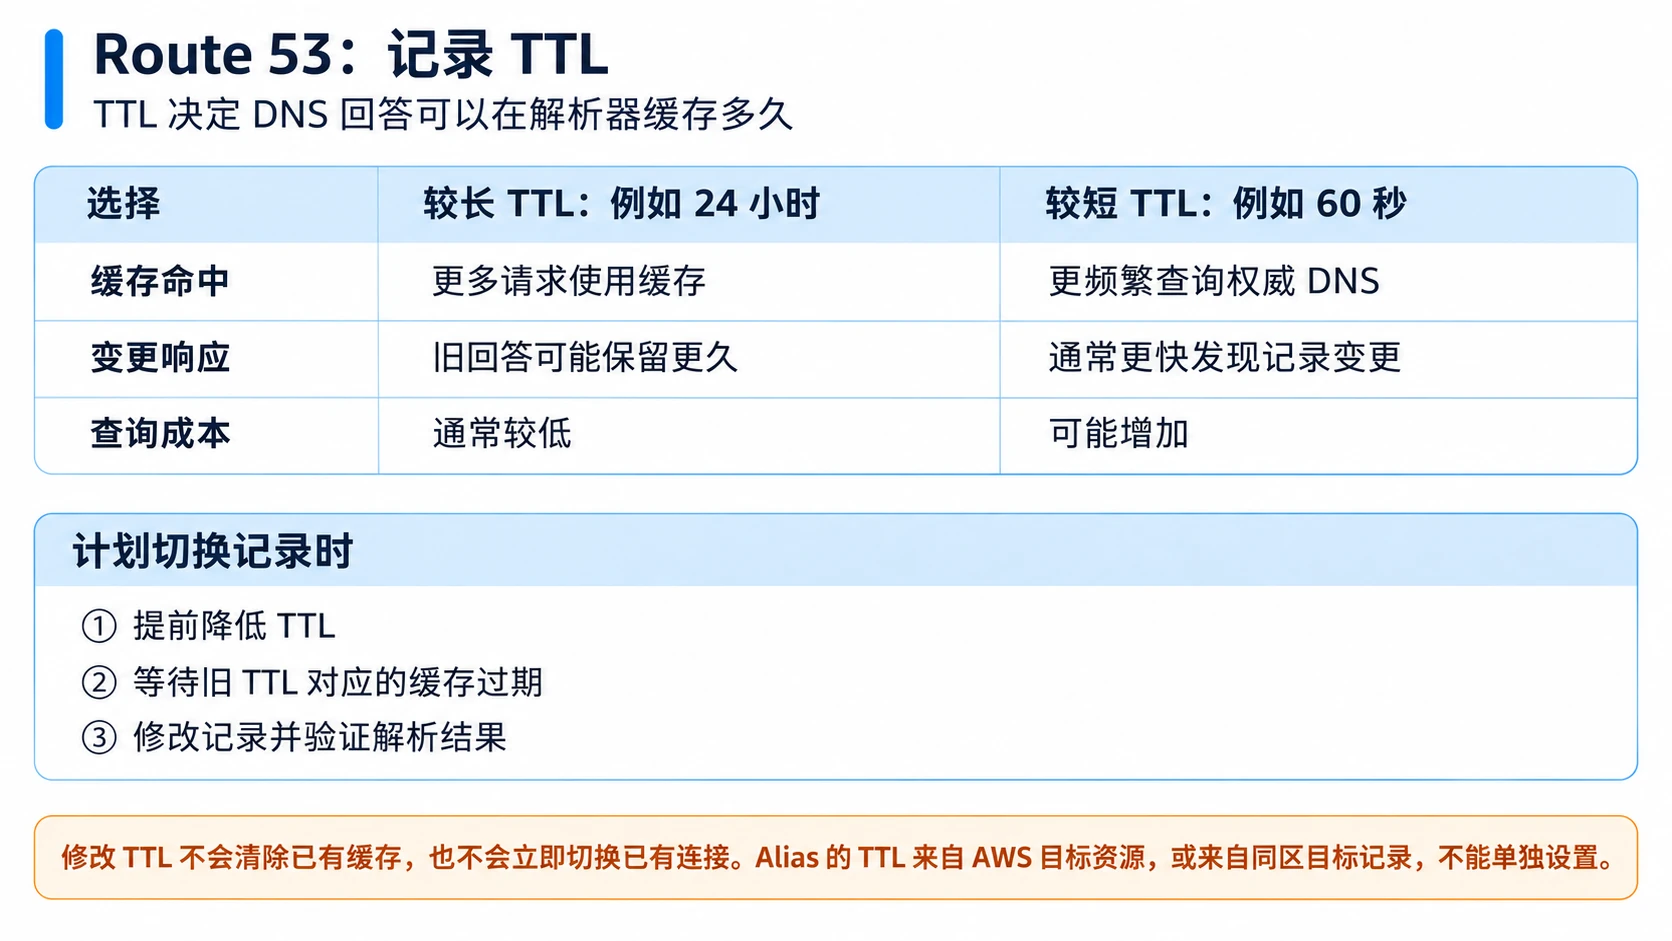 Route 53：记录 TTL
TTL 决定 DNS 回答可以在解析器缓存多久
选择
较长 TTL：例如 24 小时
较短 TTL：例如 60 秒
缓存命中
更多请求使用缓存
更频繁查询权威 DNS
变更响应
旧回答可能保留更久
通常更快发现记录变更
查询成本
通常较低
可能增加
计划切换记录时
① 提前降低 TTL
② 等待旧 TTL 对应的缓存过期
③ 修改记录并验证解析结果
修改 TTL 不会清除已有缓存，也不会立即切换已有连接。Alias 的 TTL 来自 AWS 目标资源，或来自同区目标记录，不能单独设置。